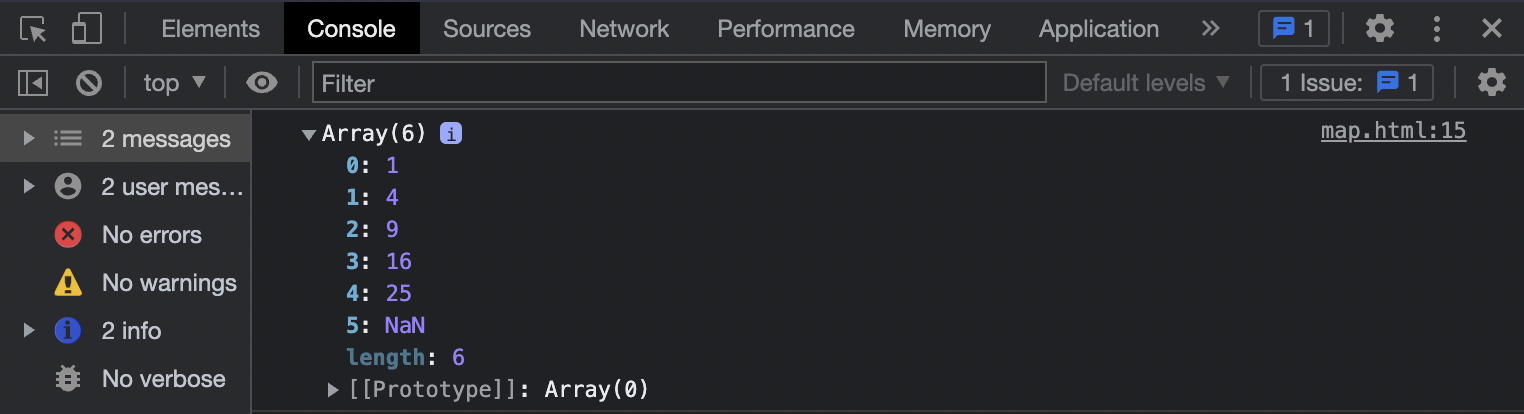 Elements Console Sources Network Performance Memory Application » 1
top ▼ Filter Default levels ▼ 1 Issue: 1
2 messages
2 user mes…
No errors
No warnings
2 info
No verbose
▼Array(6) i map.html:15
0: 1
1: 4
2: 9
3: 16
4: 25
5: NaN
length: 6
▶[[Prototype]]: Array(0)